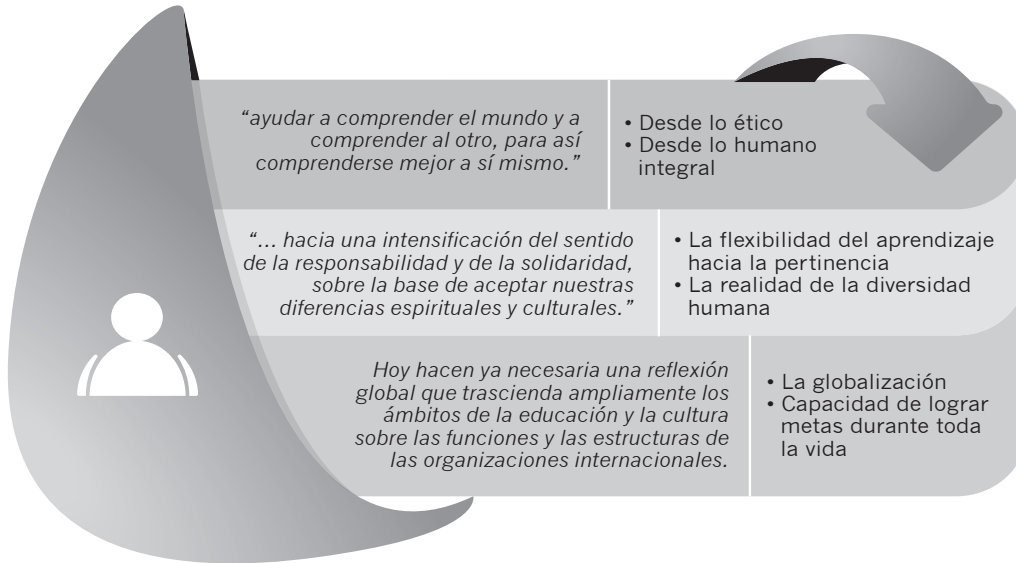 “ayudar a comprender el mundo y a
comprender al otro, para así
comprenderse mejor a sí mismo.”
• Desde lo ético
• Desde lo humano
integral
“... hacia una intensificación del sentido
de la responsabilidad y de la solidaridad,
sobre la base de aceptar nuestras
diferencias espirituales y culturales.”
• La flexibilidad del aprendizaje
hacia la pertinencia
• La realidad de la diversidad
humana
Hoy hacen ya necesaria una reflexión
global que trascienda ampliamente los
ámbitos de la educación y la cultura
sobre las funciones y las estructuras de
las organizaciones internacionales.
• La globalización
• Capacidad de lograr
metas durante toda
la vida